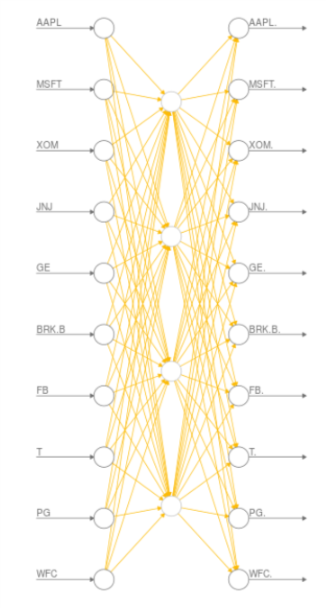 AAPL AAPL.
MSFT MSFT.
XOM XOM.
JNJ JNJ.
GE GE.
BRK.B BRK.B.
FB FB.
T T.
PG PG.
WFC WFC.